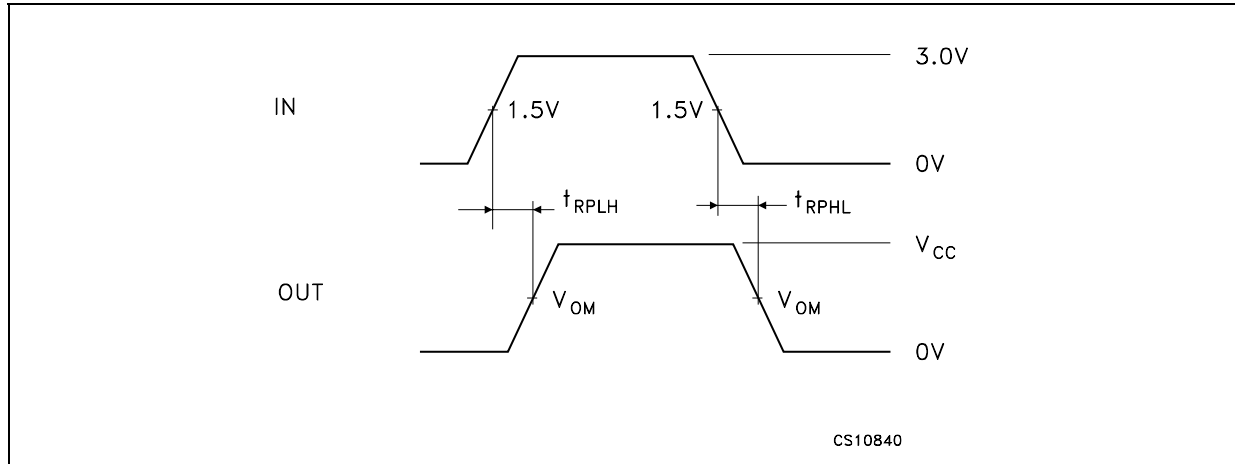 3.0V
IN
1.5V
1.5V
0V
tRPLH
tRPHL
VCC
OUT
VOM
VOM
0V
CS10840